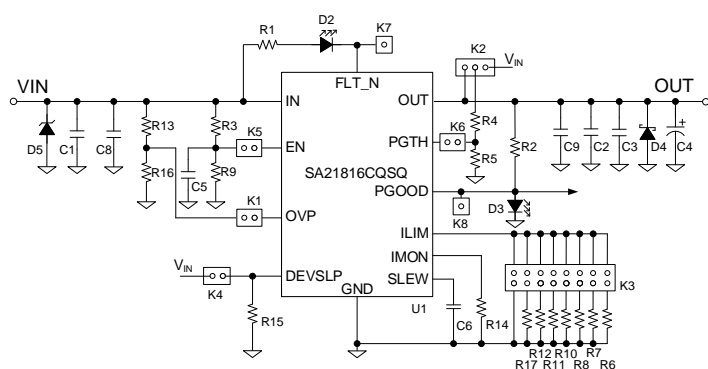 D2
K7
R1
K2
VIN
VIN
FLT_N
OUT
IN
OUT
R13
R3
K5
EN
K6
PGTH
R4
R2
D5
C1
C8
R16
C5
R9
SA21816CQSQ
R5
C9
C2
C3
D4
+
C4
PGOOD
K1
OVP
K8
D3
ILIM
IMON
VIN
DEVSLP
SLEW
K4
GND
K3
R15
U1
C6
R14
R12
R10
R7
R17
R11
R8
R6